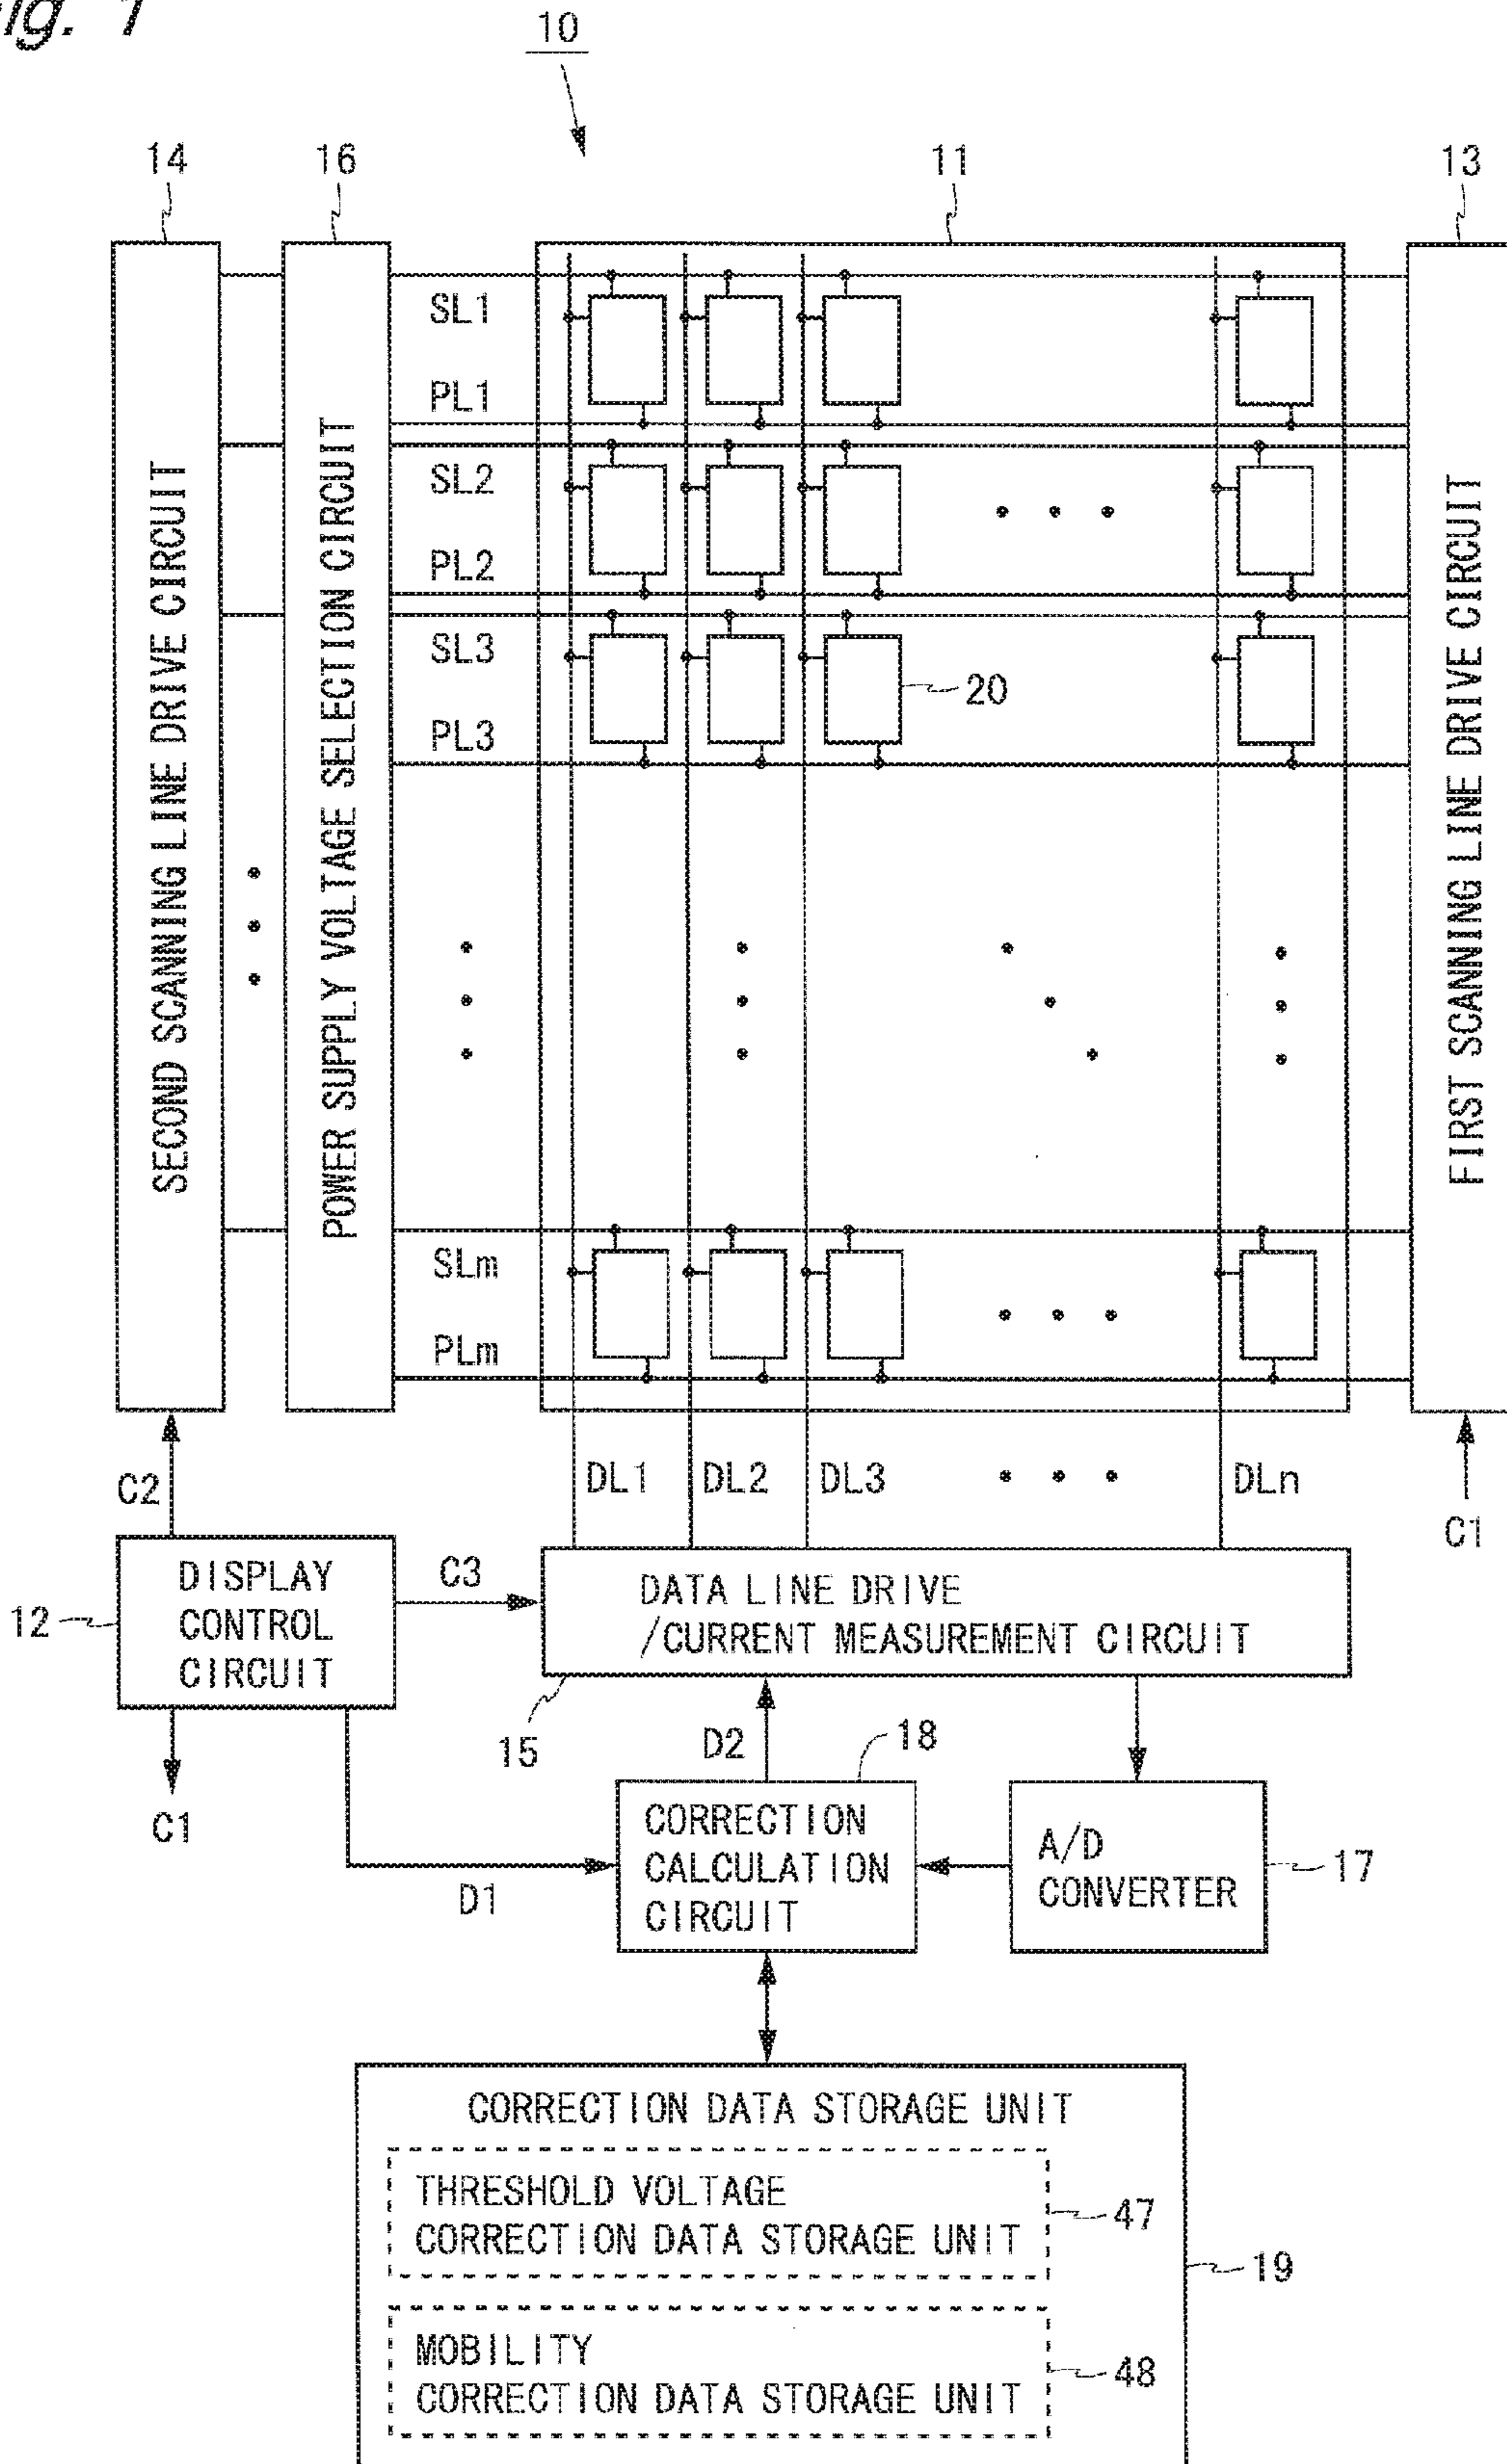 Fig. 1
10
14
16
11
13
SECOND SCANNING LINE DRIVE CIRCUIT
POWER SUPPLY VOLTAGE SELECTION CIRCUIT
SL1
PL1
SL2
PL2
SL3
PL3
20
SLm
PLm
FIRST SCANNING LINE DRIVE CIRCUIT
C2
DL1
DL2
DL3
DLn
C1
12
DISPLAY
CONTROL
CIRCUIT
C3
DATA LINE DRIVE
/CURRENT MEASUREMENT CIRCUIT
15
D2
18
C1
D1
CORRECTION
CALCULATION
CIRCUIT
A/D
CONVERTER
17
CORRECTION DATA STORAGE UNIT
THRESHOLD VOLTAGE
CORRECTION DATA STORAGE UNIT
47
19
MOBILITY
CORRECTION DATA STORAGE UNIT
48